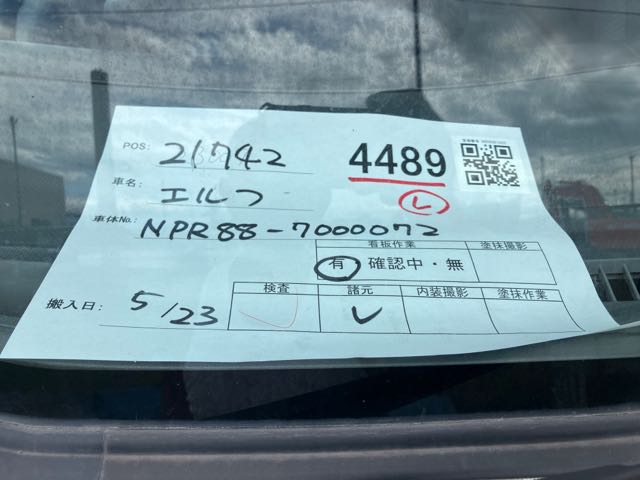 POS: 21742
4489
車名: エルフ
L
車体No.: NPR88-7000072
看板作業 塗抹撮影
有・確認中・無
搬入日: 5/23
検査 諸元 内装撮影 塗抹作業